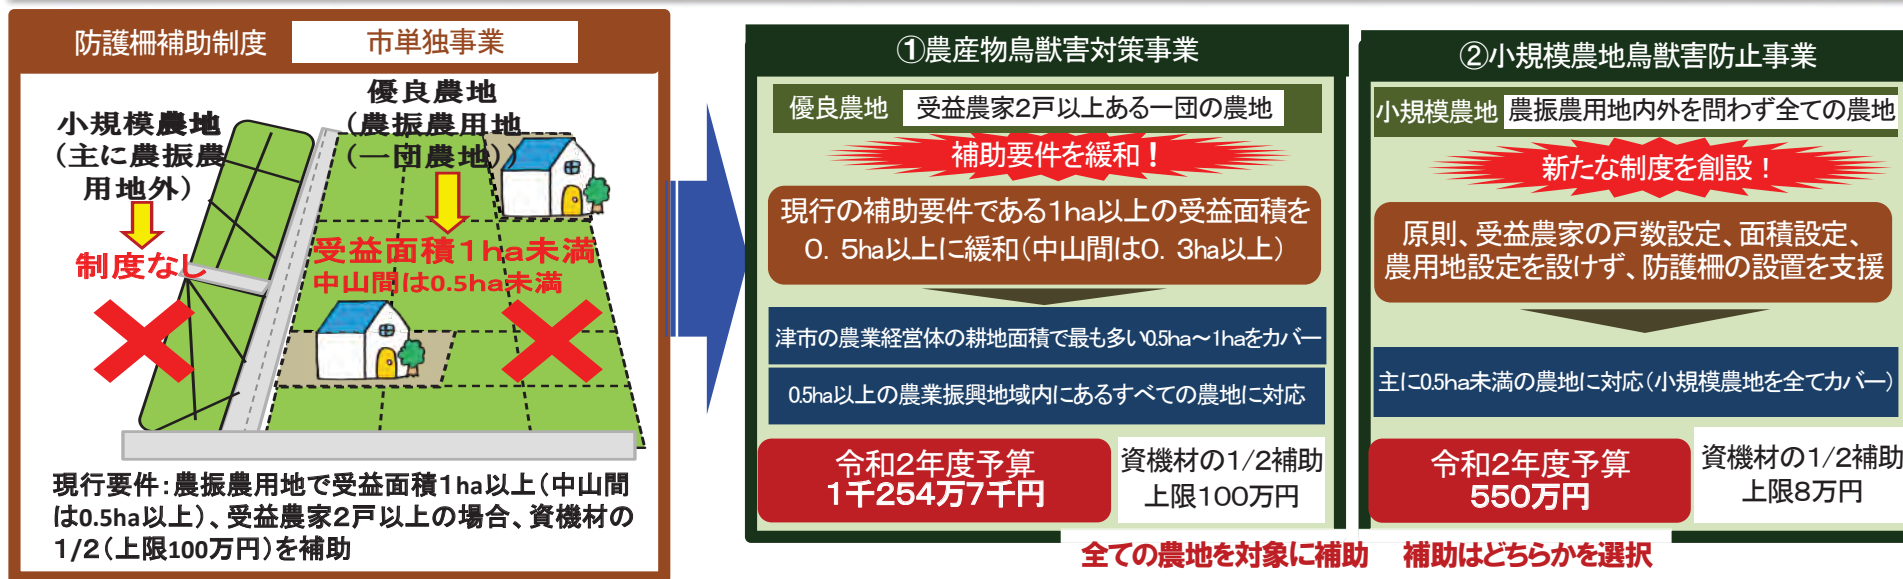 防護柵補助制度 市単独事業
小規模農地
（主に農振農
用地外）
制度なし
優良農地
（農振農用地
（一団農地））
受益面積1ha未満
中山間は0.5ha未満
現行要件：農振農用地で受益面積1ha以上（中山間
は0.5ha以上）、受益農家2戸以上の場合、資機材の
1/2（上限100万円）を補助
①農産物鳥獣害対策事業
優良農地 受益農家2戸以上ある一団の農地
補助要件を緩和！
現行の補助要件である1ha以上の受益面積を
0．5ha以上に緩和（中山間は0．3ha以上）
津市の農業経営体の耕地面積で最も多い0.5ha～1haをカバー
0.5ha以上の農業振興地域内にあるすべての農地に対応
令和2年度予算
1千254万7千円
資機材の1/2補助
上限100万円
②小規模農地鳥獣害防止事業
小規模農地 農振農用地内外を問わず全ての農地
新たな制度を創設！
原則、受益農家の戸数設定、面積設定、
農用地設定を設けず、防護柵の設置を支援
主に0.5ha未満の農地に対応（小規模農地を全てカバー）
令和2年度予算
550万円
資機材の1/2補助
上限8万円
全ての農地を対象に補助 補助はどちらかを選択